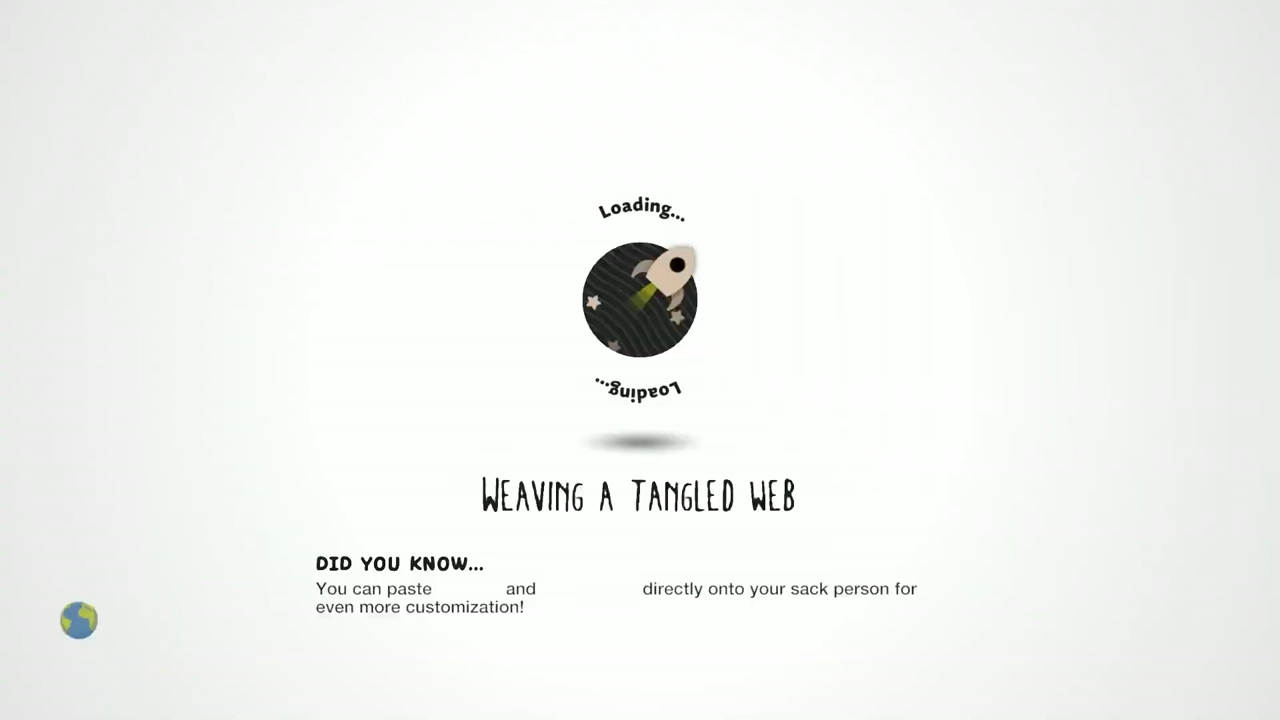 Loading...
Loading...
WEAVING A TANGLED WEB
DID YOU KNOW...
You can paste and directly onto your sack person for
even more customization!